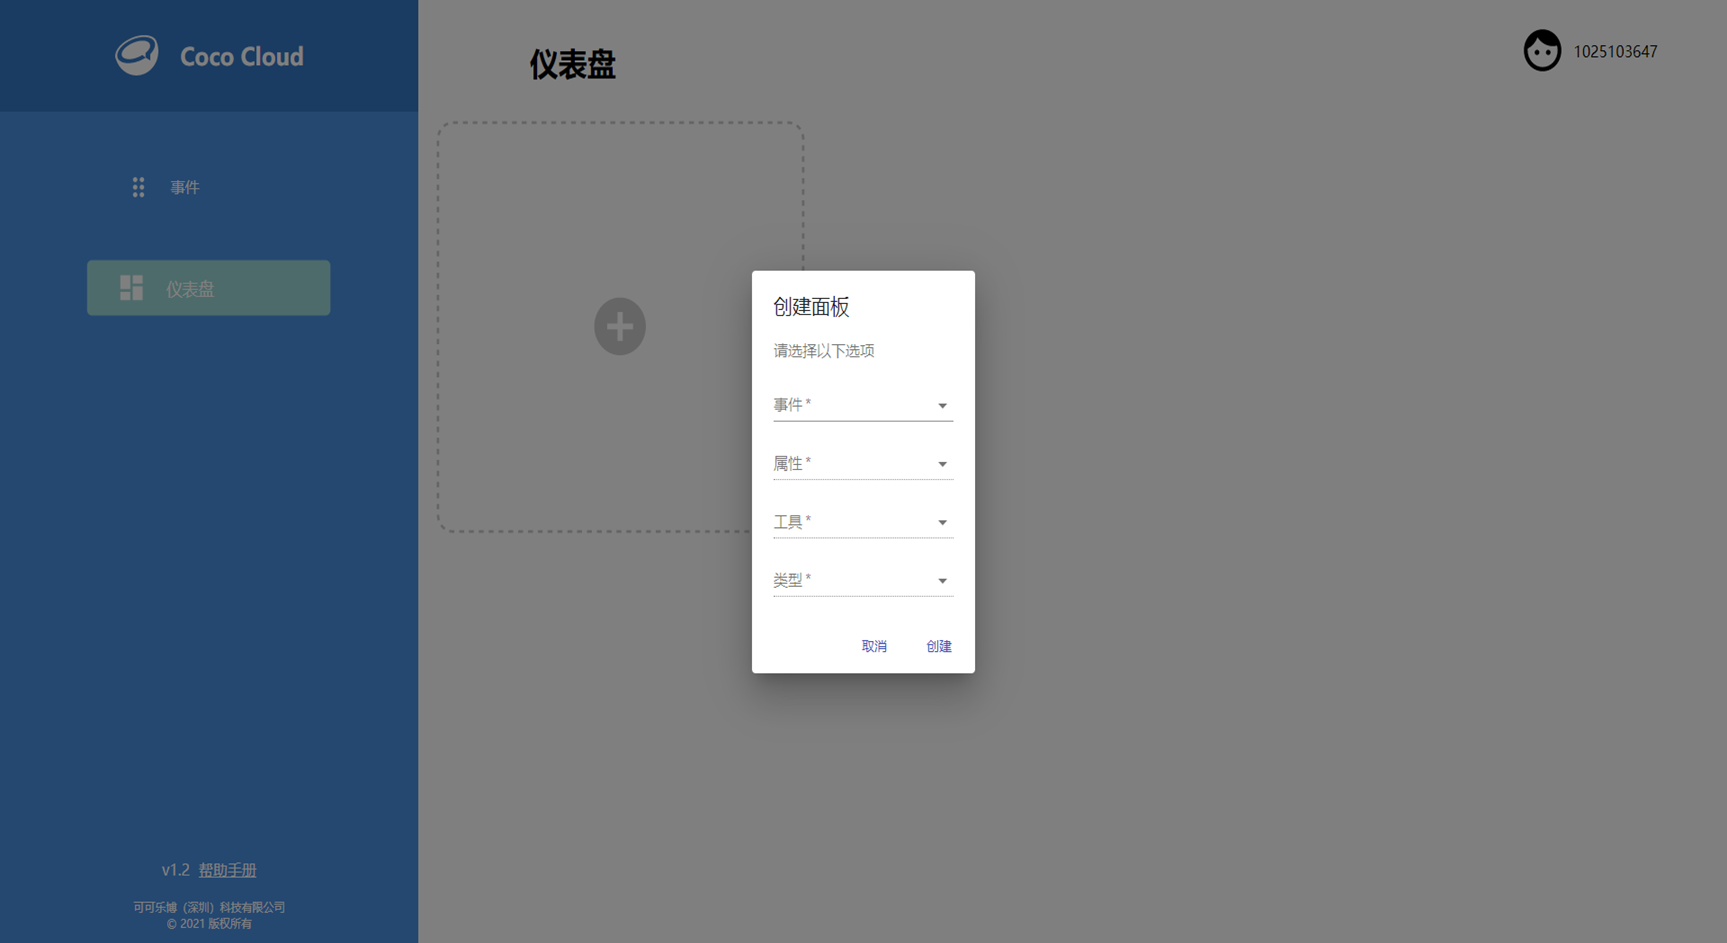 Coco Cloud
事件
仪表盘
v1.2 帮助手册
可可乐博（深圳）科技有限公司
© 2021 版权所有
仪表盘
1025103647
创建面板
请选择以下选项
事件 *
属性 *
工具 *
类型 *
取消 创建